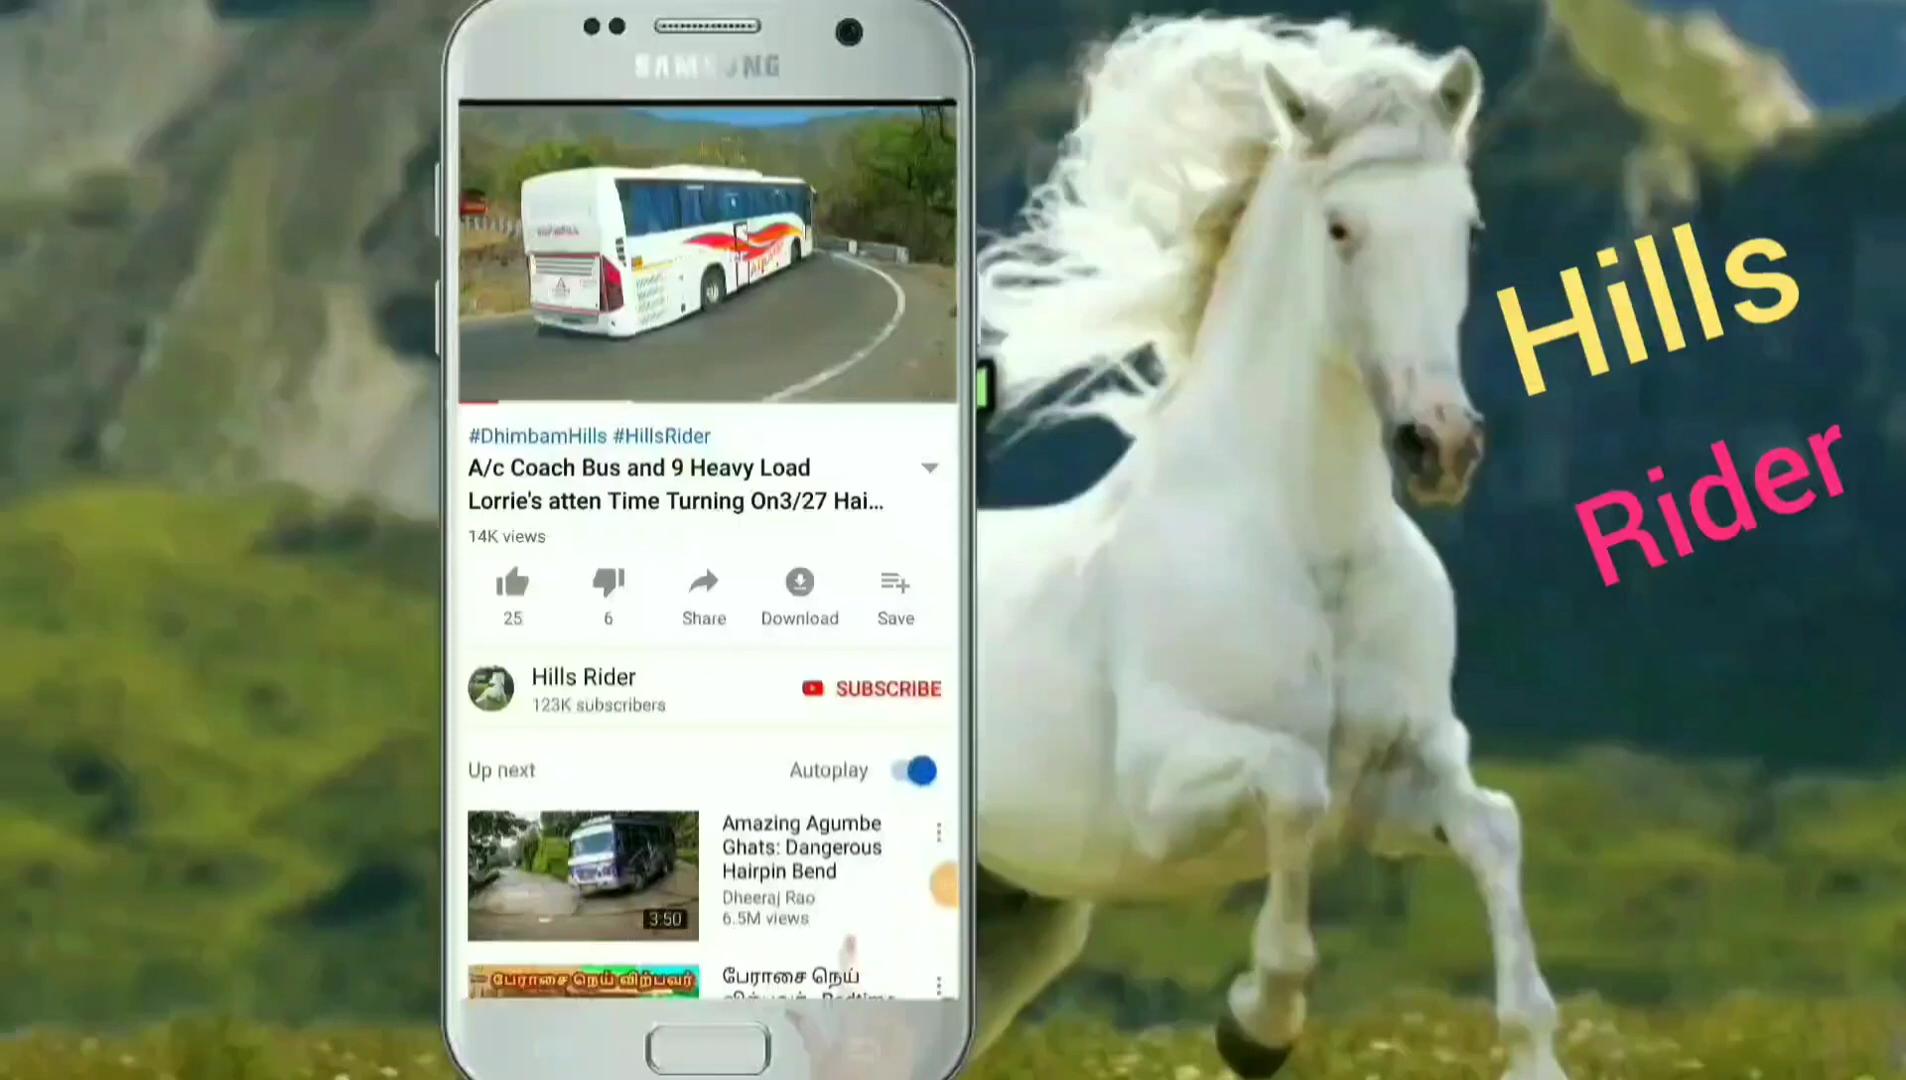 SAMSUNG
#DhimbamHills #HillsRider
A/c Coach Bus and 9 Heavy Load
Lorrie's atten Time Turning On3/27 Hai...
14K views
25
6
Share
Download
Save
Hills Rider
123K subscribers
SUBSCRIBE
Up next
Autoplay
Amazing Agumbe
Ghats: Dangerous
Hairpin Bend
Dheeraj Rao
6.5M views
3:50
பேராசை நெய் விற்பவர்
பேராசை நெய்
Hills
Rider